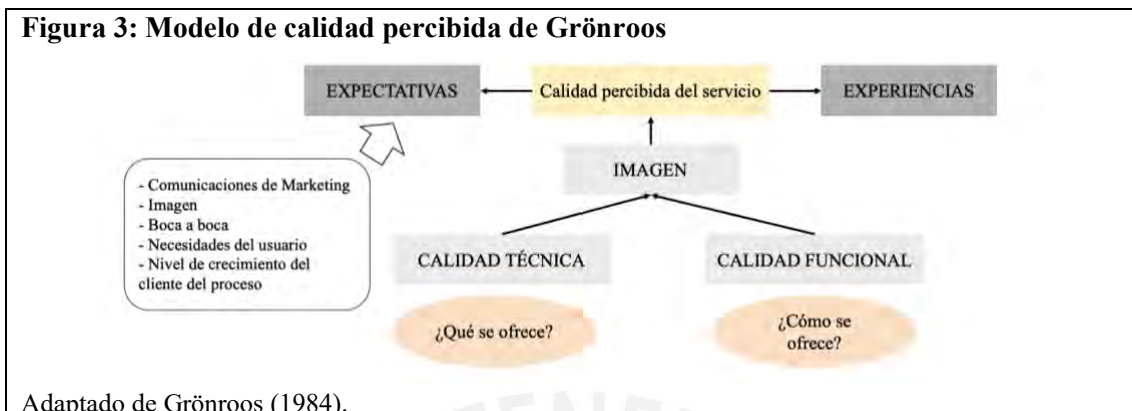 Figura 3: Modelo de calidad percibida de Grönroos
EXPECTATIVAS
Calidad percibida del servicio
EXPERIENCIAS
IMAGEN
- Comunicaciones de Marketing
- Imagen
- Boca a boca
- Necesidades del usuario
- Nivel de crecimiento del
cliente del proceso
CALIDAD TÉCNICA
CALIDAD FUNCIONAL
¿Qué se ofrece?
¿Cómo se
ofrece?
Adaptado de Grönroos (1984).